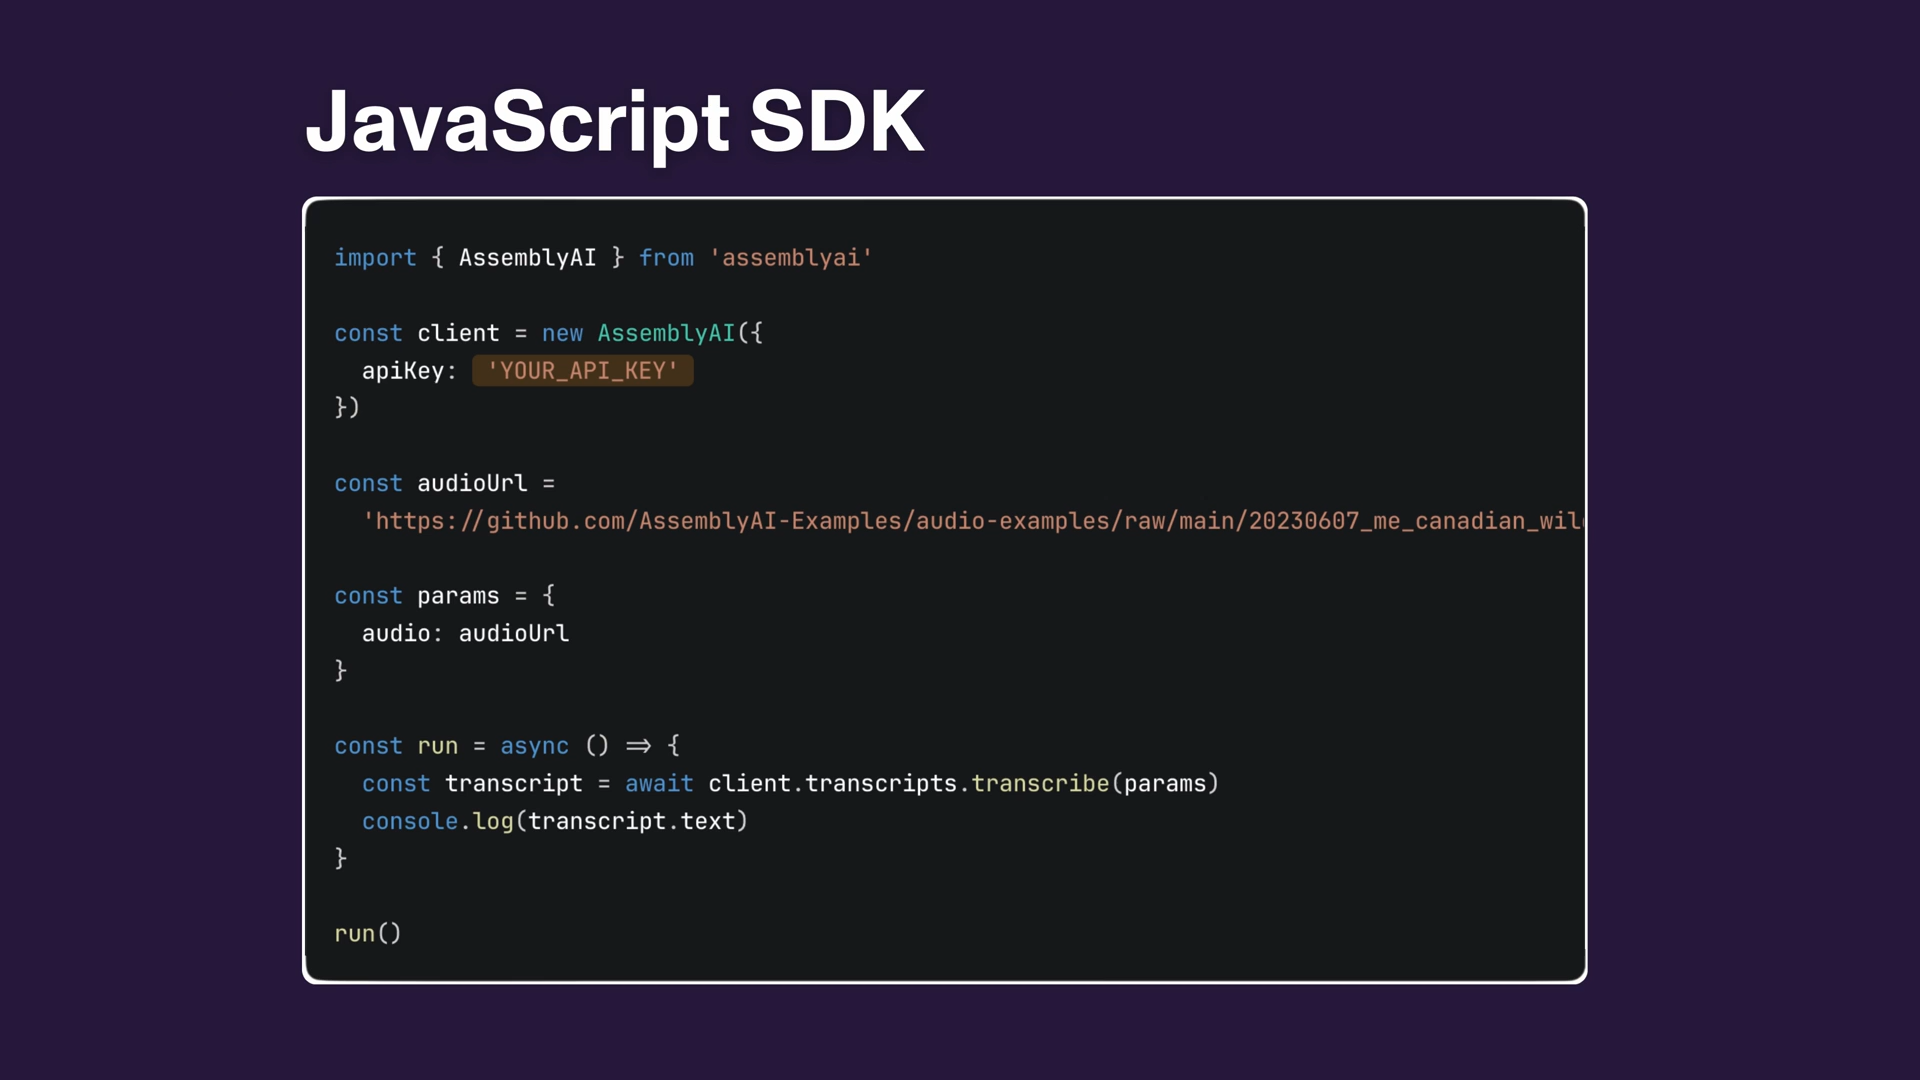 JavaScript SDK
import { AssemblyAI } from 'assemblyai'
const client = new AssemblyAI({
apiKey: 'YOUR_API_KEY'
})
const audioUrl =
'https://github.com/AssemblyAI-Examples/audio-examples/raw/main/20230607_me_canadian_wil
const params = {
audio: audioUrl
}
const run = async () => {
const transcript = await client.transcripts.transcribe(params)
console.log(transcript.text)
}
run()